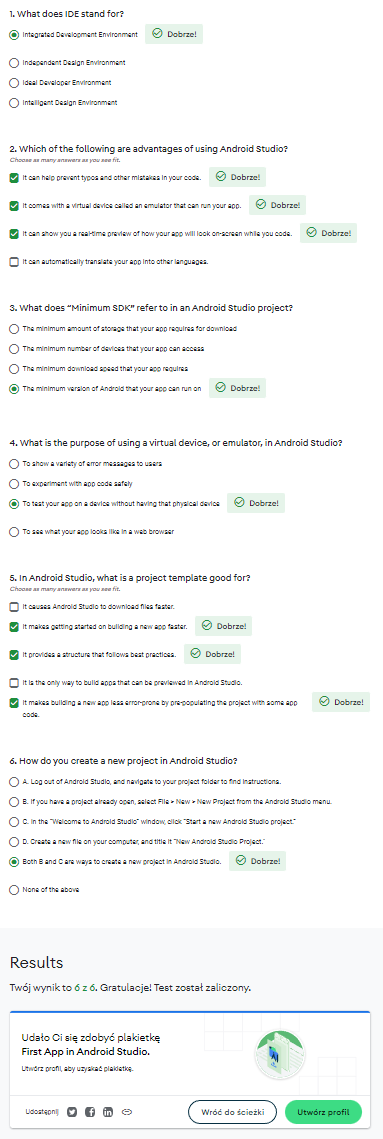 1. What does IDE stand for?
Integrated Development Environment Dobrze!
Independent Design Environment
Ideal Developer Environment
Intelligent Design Environment
2. Which of the following are advantages of using Android Studio?
Choose as many answers as you see fit.
It can help prevent typos and other mistakes in your code. Dobrze!
It comes with a virtual device called an emulator that can run your app. Dobrze!
It can show you a real-time preview of how your app will look on-screen while you code. Dobrze!
It can automatically translate your app into other languages.
3. What does "Minimum SDK" refer to in an Android Studio project?
The minimum amount of storage that your app requires for download
The minimum number of devices that your app can access
The minimum download speed that your app requires
The minimum version of Android that your app can run on Dobrze!
4. What is the purpose of using a virtual device, or emulator, in Android Studio?
To show a variety of error messages to users
To experiment with app code safely
To test your app on a device without having that physical device Dobrze!
To see what your app looks like in a web browser
5. In Android Studio, what is a project template good for?
Choose as many answers as you see fit.
It causes Android Studio to download files faster.
It makes getting started on building a new app faster. Dobrze!
It provides a structure that follows best practices. Dobrze!
It is the only way to build apps that can be previewed in Android Studio.
It makes building a new app less error-prone by pre-populating the project with some app Dobrze!
code.
6. How do you create a new project in Android Studio?
A. Log out of Android Studio, and navigate to your project folder to find instructions.
B. If you have a project already open, select File > New > New Project from the Android Studio menu.
C. In the "Welcome to Android Studio" window, click "Start a new Android Studio project."
D. Create a new file on your computer, and title it "New Android Studio Project."
Both B and C are ways to create a new project in Android Studio. Dobrze!
None of the above
Results
Twój wynik to 6 z 6. Gratulacje! Test został zaliczony.
Udało Ci się zdobyć plakietkę
First App in Android Studio.
Utwórz profil, aby uzyskać plakietkę.
Udostępnij Wróć do ścieżki Utwórz profil